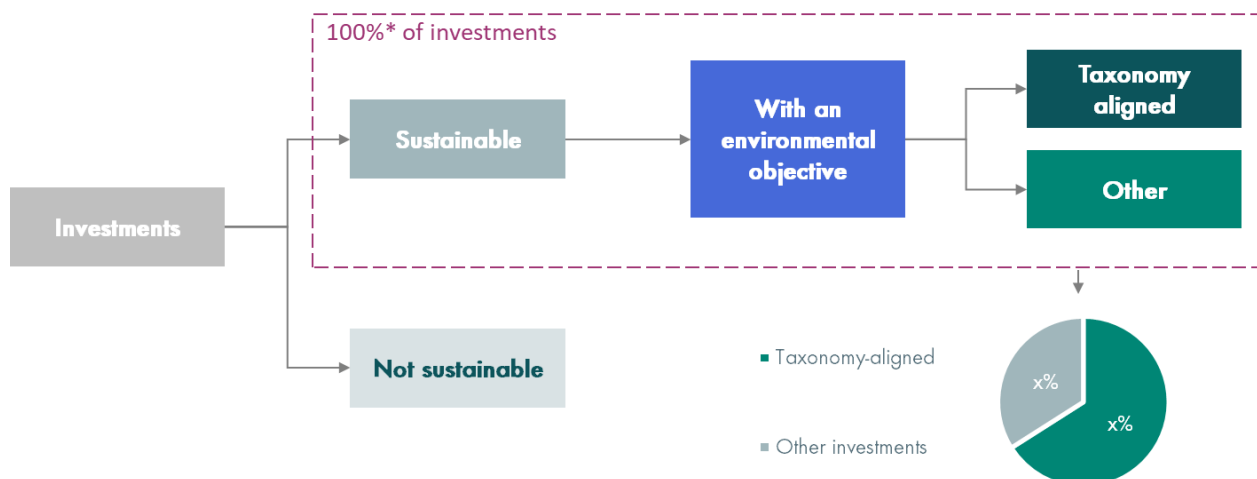 100%* of investments
Taxonomy
aligned
With an
environmental
objective
Sustainable
Other
Investments
Not sustainable
Taxonomy-aligned
Other investments
x%
x%